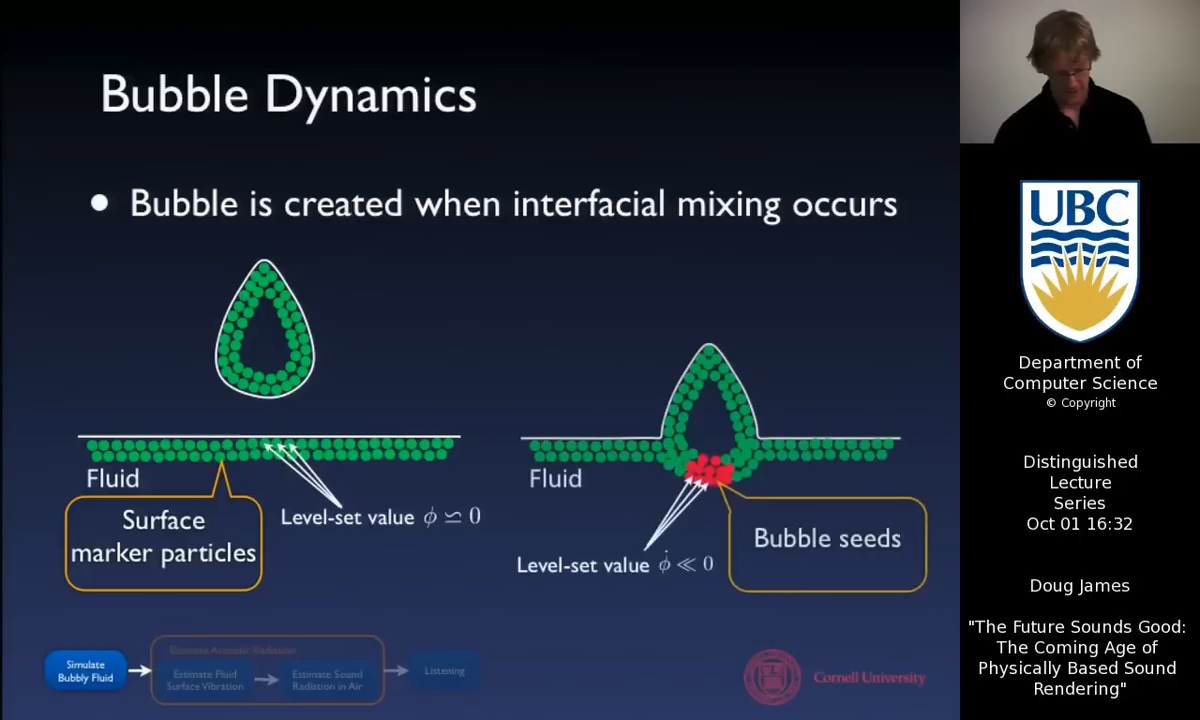 Bubble Dynamics
• Bubble is created when interfacial mixing occurs
Fluid
Surface
marker particles
Level-set value ϕ ≃ 0
Fluid
Level-set value ϕ̇ ≪ 0
Bubble seeds
Simulate
Bubbly Fluid
Estimate Acoustic Radiation
Estimate Fluid
Surface Vibration
Estimate Sound
Radiation in Air
Listening
Cornell University
UBC
Department of
Computer Science
© Copyright
Distinguished
Lecture
Series
Oct 01 16:32
Doug James
"The Future Sounds Good:
The Coming Age of
Physically Based Sound
Rendering"